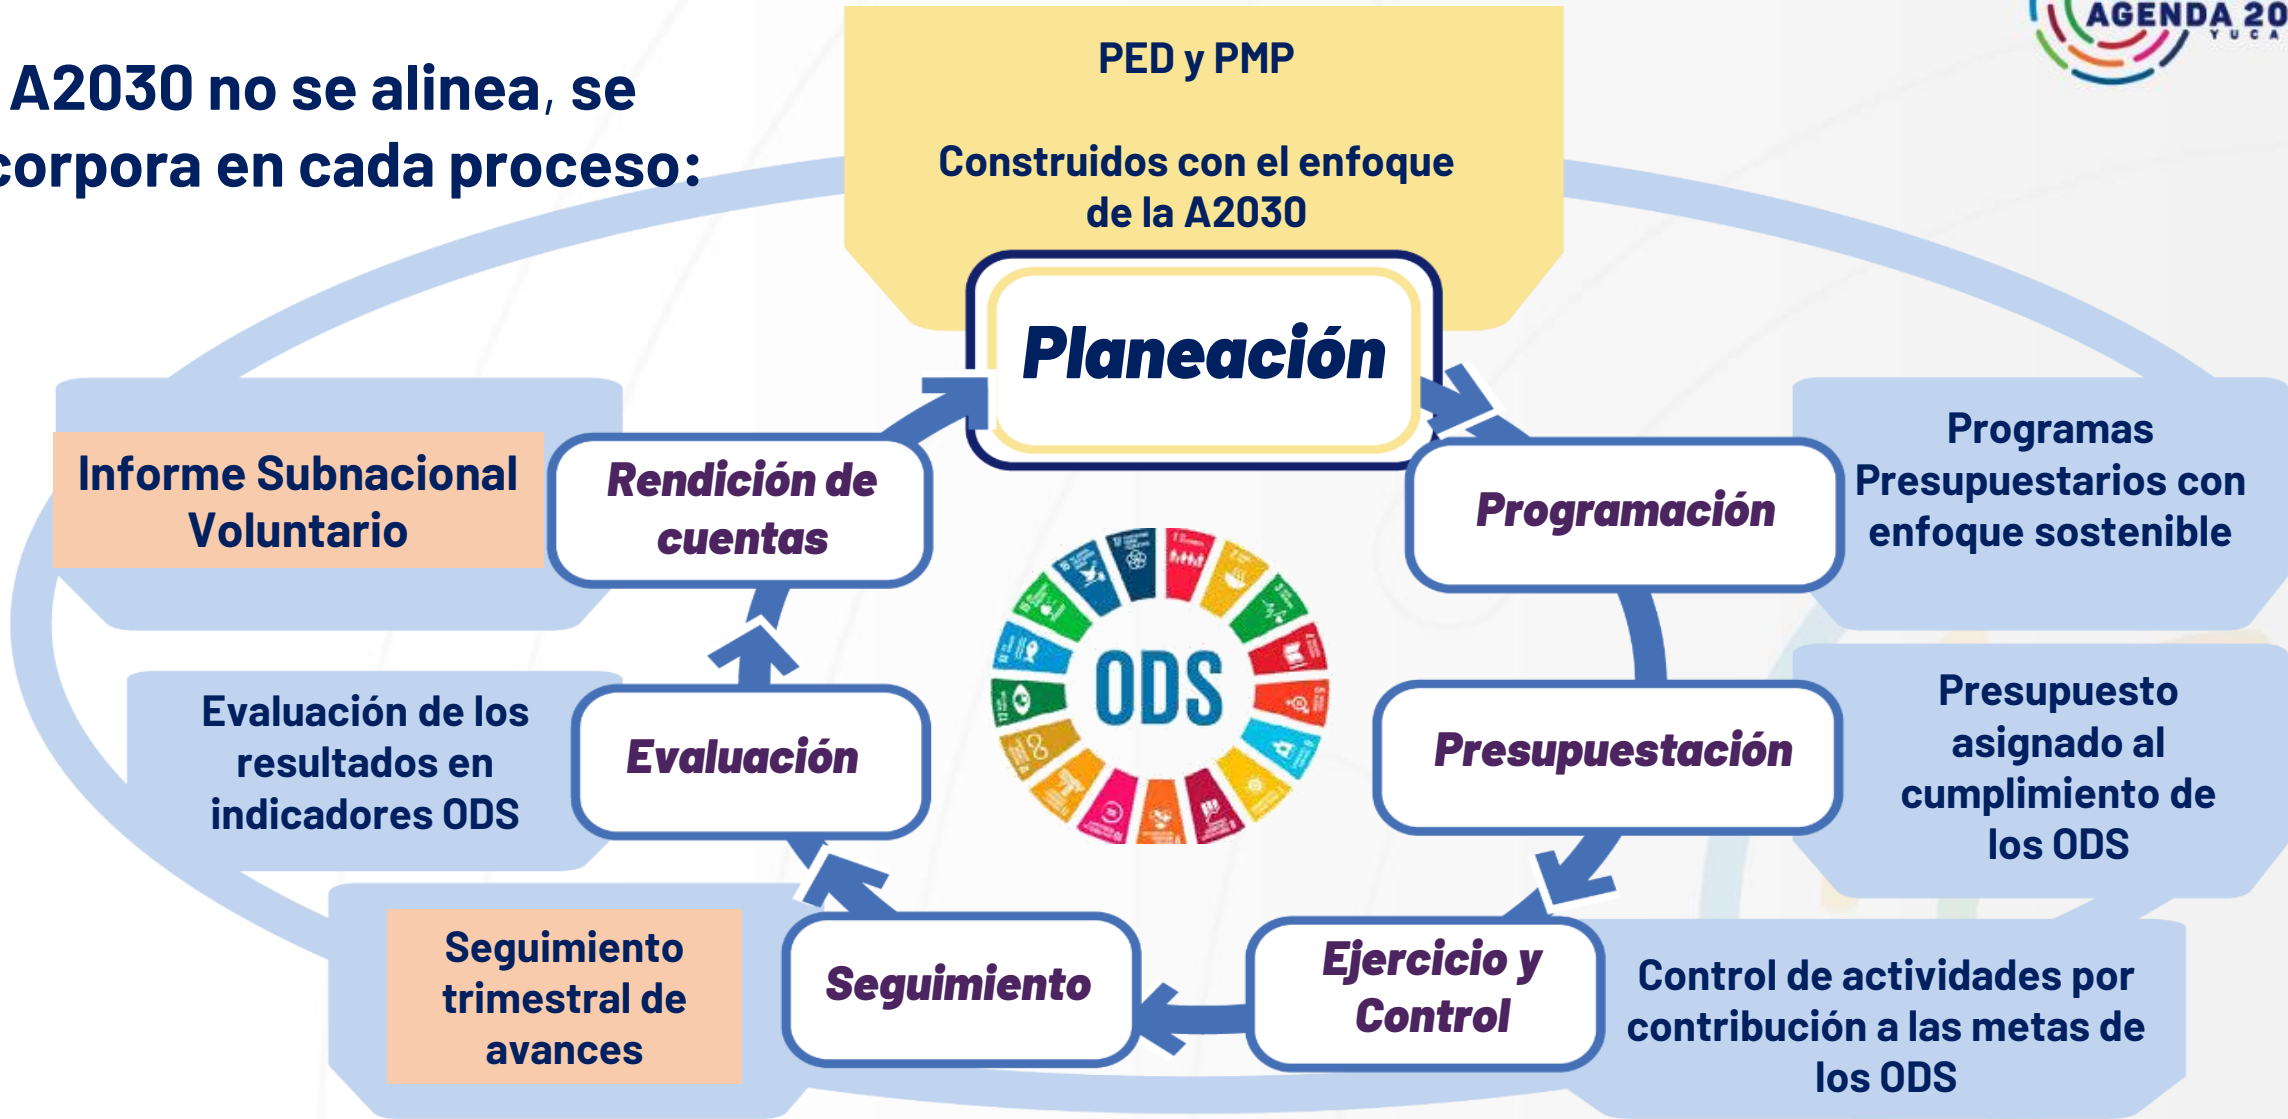 A2030 no se alinea, se
corpora en cada proceso:
AGENDA 20
YUCA
PED y PMP
Construidos con el enfoque
de la A2030
Planeación
Programación
Programas
Presupuestarios con
enfoque sostenible
Presupuestación
Presupuesto
asignado al
cumplimiento de
los ODS
Ejercicio y
Control
Control de actividades por
contribución a las metas de
los ODS
Seguimiento
Seguimiento
trimestral de
avances
Evaluación
Evaluación de los
resultados en
indicadores ODS
Rendición de
cuentas
Informe Subnacional
Voluntario
ODS